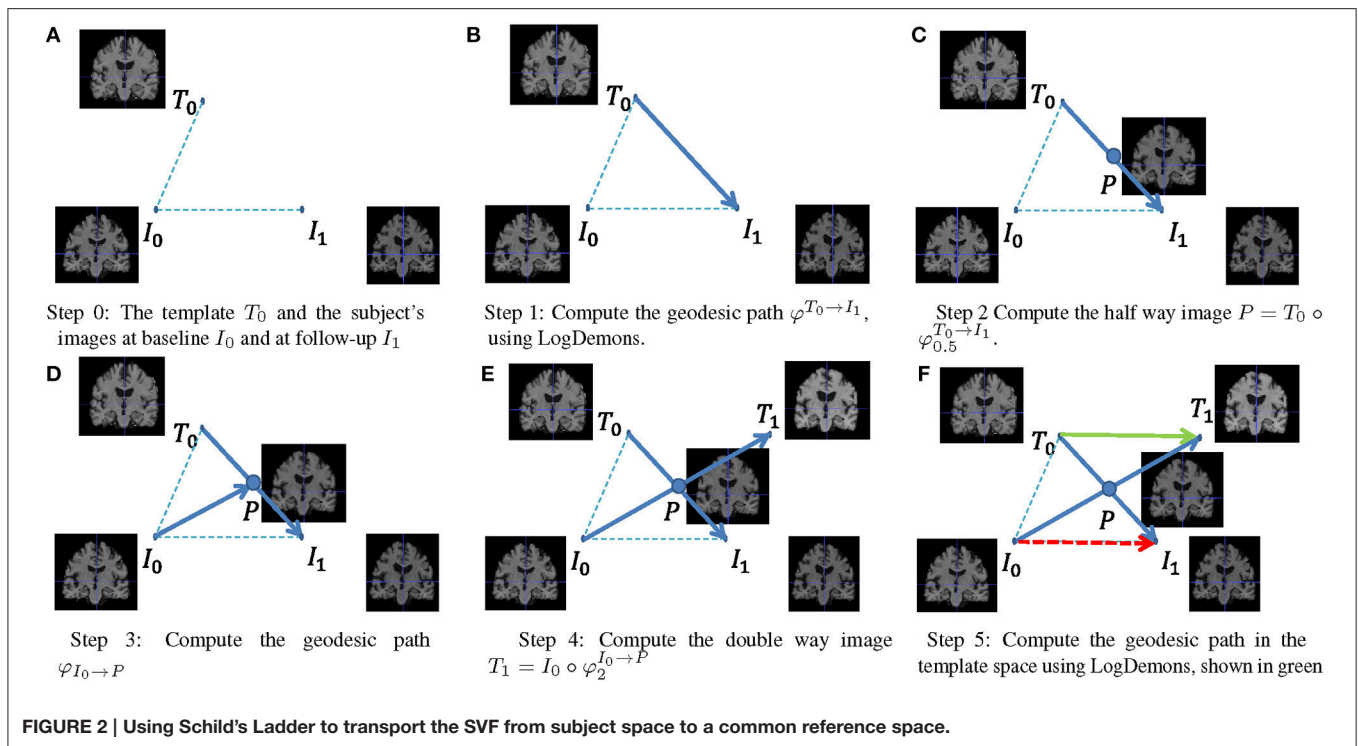 A
T₀
I₀
I₁
Step 0: The template T₀ and the subject's
images at baseline I₀ and at follow-up I₁
B
T₀
I₀
I₁
Step 1: Compute the geodesic path φ^{T₀→I₁},
using LogDemons.
C
T₀
P
I₀
I₁
Step 2 Compute the half way image P = T₀ ∘
φ_{0.5}^{T₀→I₁}.
D
T₀
P
I₀
I₁
Step 3: Compute the geodesic path
φ_{I₀→P}
E
T₀
T₁
P
I₀
I₁
Step 4: Compute the double way image
T₁ = I₀ ∘ φ₂^{I₀→P}
F
T₀
T₁
P
I₀
I₁
Step 5: Compute the geodesic path in the
template space using LogDemons, shown in green
FIGURE 2 | Using Schild's Ladder to transport the SVF from subject space to a common reference space.